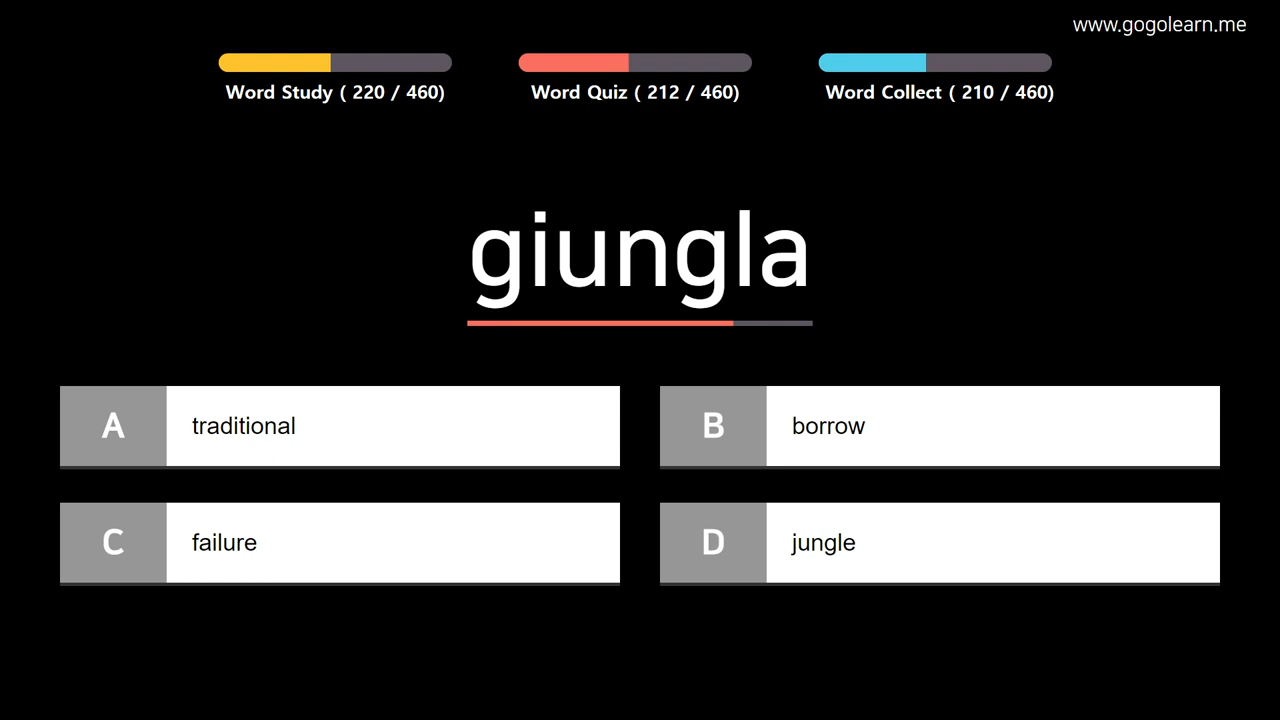 www.gogolearn.me
Word Study ( 220 / 460)
Word Quiz ( 212 / 460)
Word Collect ( 210 / 460)
giungla
A traditional
B borrow
C failure
D jungle